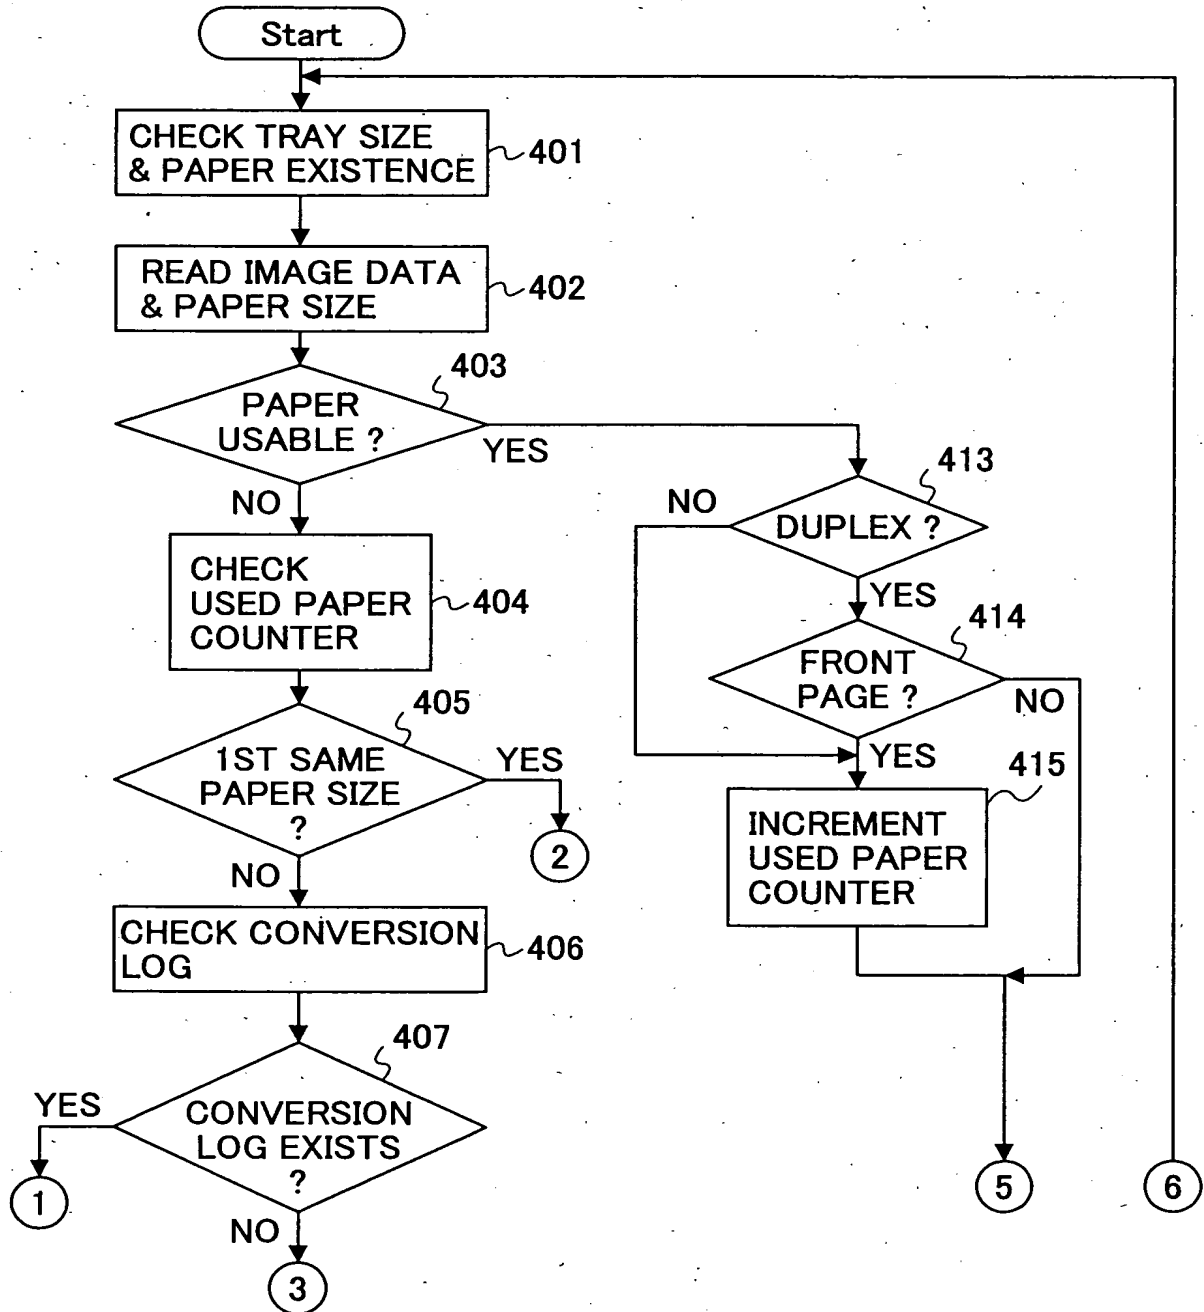 Start
CHECK TRAY SIZE
& PAPER EXISTENCE
401
READ IMAGE DATA
& PAPER SIZE
402
403
PAPER
USABLE ?
YES
NO
413
NO
DUPLEX ?
YES
CHECK
USED PAPER
COUNTER
404
414
FRONT
PAGE ?
NO
YES
405
1ST SAME
PAPER SIZE
?
YES
2
NO
415
INCREMENT
USED PAPER
COUNTER
CHECK CONVERSION
LOG
406
407
YES
CONVERSION
LOG EXISTS
?
1
NO
3
5
6